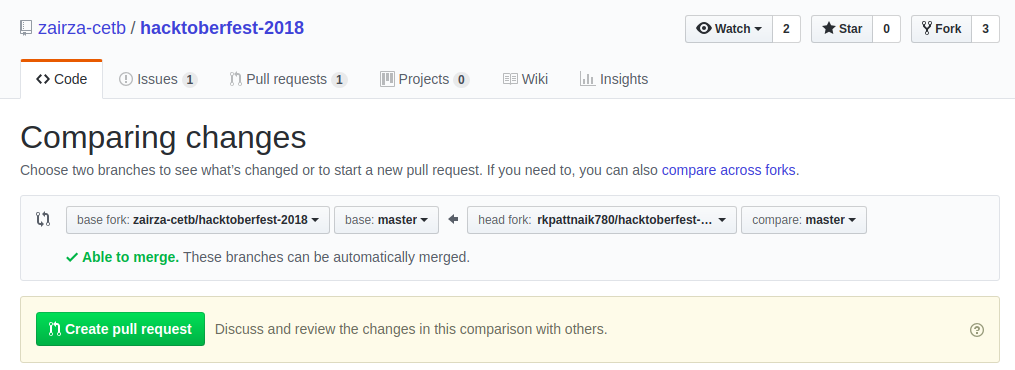 zairza-cetb / hacktoberfest-2018
Watch 2 Star 0 Fork 3
Code Issues 1 Pull requests 1 Projects 0 Wiki Insights
Comparing changes
Choose two branches to see what's changed or to start a new pull request. If you need to, you can also compare across forks.
base fork: zairza-cetb/hacktoberfest-2018 base: master head fork: rkpattnaik780/hacktoberfest-... compare: master
Able to merge. These branches can be automatically merged.
Create pull request Discuss and review the changes in this comparison with others.